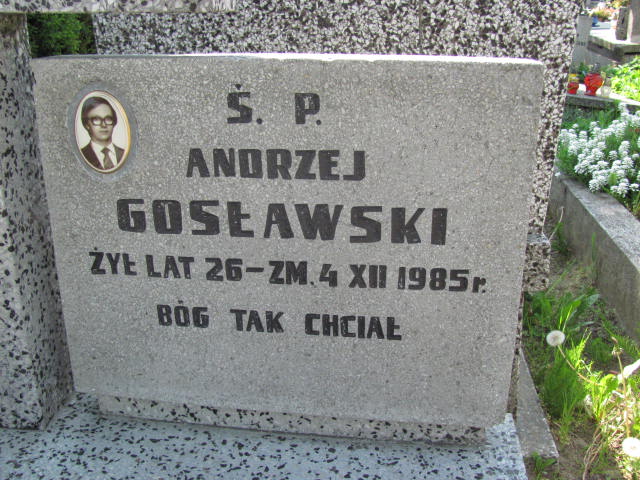 Ś. P.
ANDRZEJ
GOSŁAWSKI
ŻYŁ LAT 26 - ZM. 4 XII 1985 r.
BÓG TAK CHCIAŁ